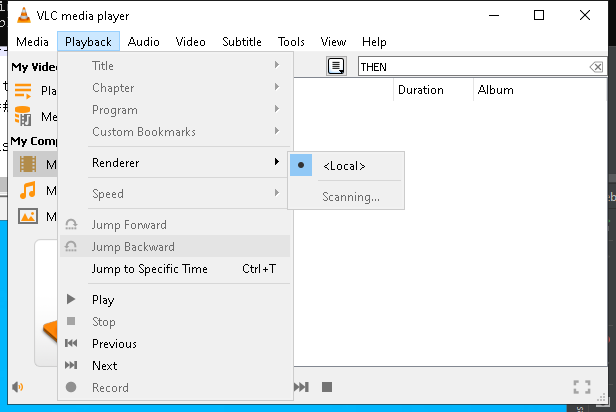 VLC media player
Media Playback Audio Video Subtitle Tools View Help
My Vide
Pla
Me
My Comp
M
M
M
THEN
Duration Album
Title
Chapter
Program
Custom Bookmarks
Renderer
<Local>
Scanning...
Speed
Jump Forward
Jump Backward
Jump to Specific Time Ctrl+T
Play
Stop
Previous
Next
Record